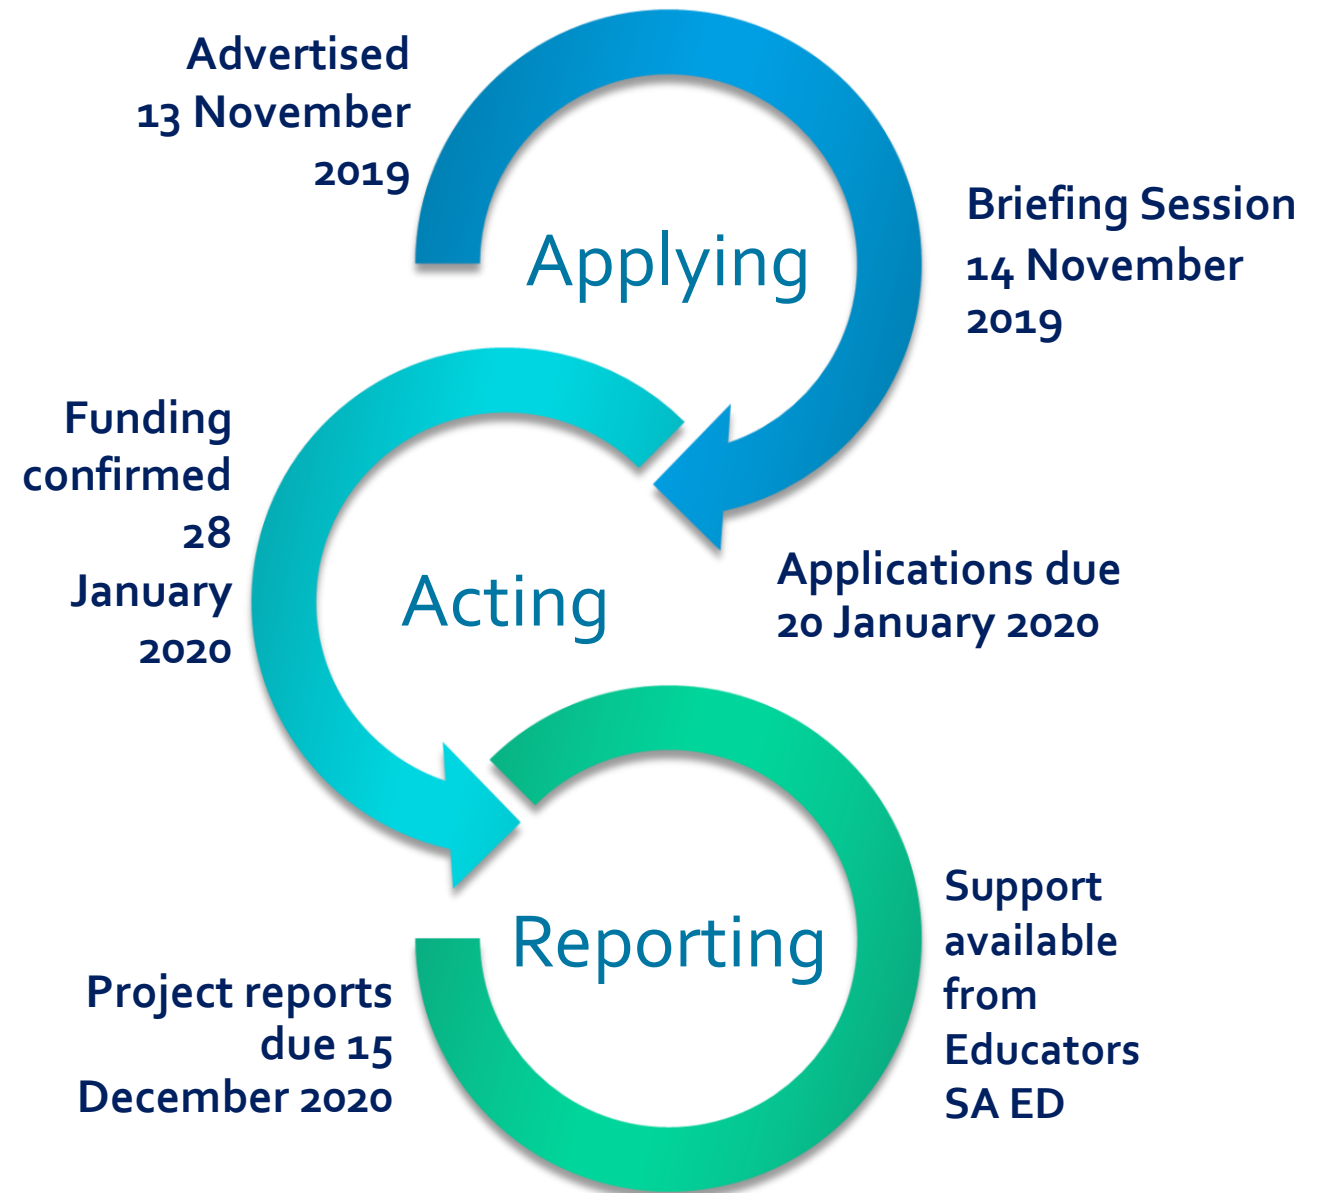 Advertised
13 November
2019
Applying
Briefing Session
14 November
2019
Funding
confirmed
28
January
2020
Acting
Applications due
20 January 2020
Reporting
Support
available
from
Educators
SA ED
Project reports
due 15
December 2020